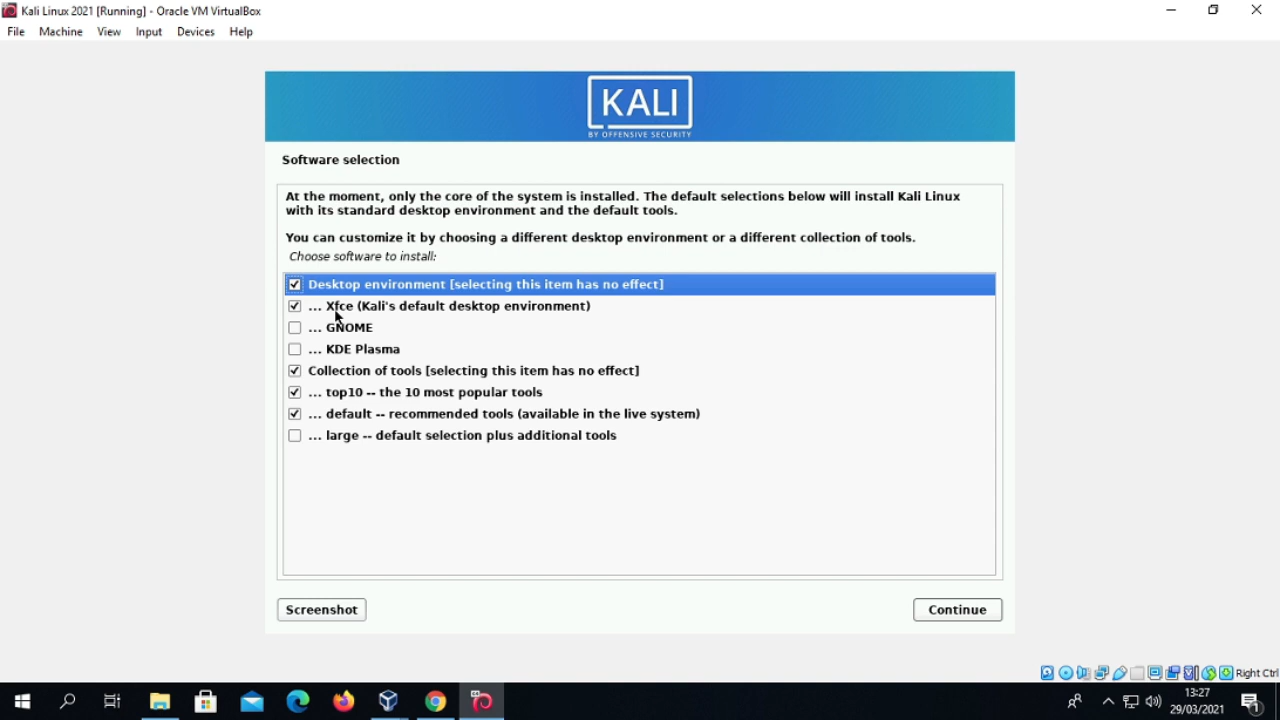 Kali Linux 2021 [Running] - Oracle VM VirtualBox
File Machine View Input Devices Help
KALI
BY OFFENSIVE SECURITY
Software selection
At the moment, only the core of the system is installed. The default selections below will install Kali Linux
with its standard desktop environment and the default tools.
You can customize it by choosing a different desktop environment or a different collection of tools.
Choose software to install:
Desktop environment [selecting this item has no effect]
... Xfce (Kali's default desktop environment)
... GNOME
... KDE Plasma
Collection of tools [selecting this item has no effect]
... top10 -- the 10 most popular tools
... default -- recommended tools (available in the live system)
... large -- default selection plus additional tools
Screenshot
Continue
Right Ctrl
13:27
29/03/2021
1